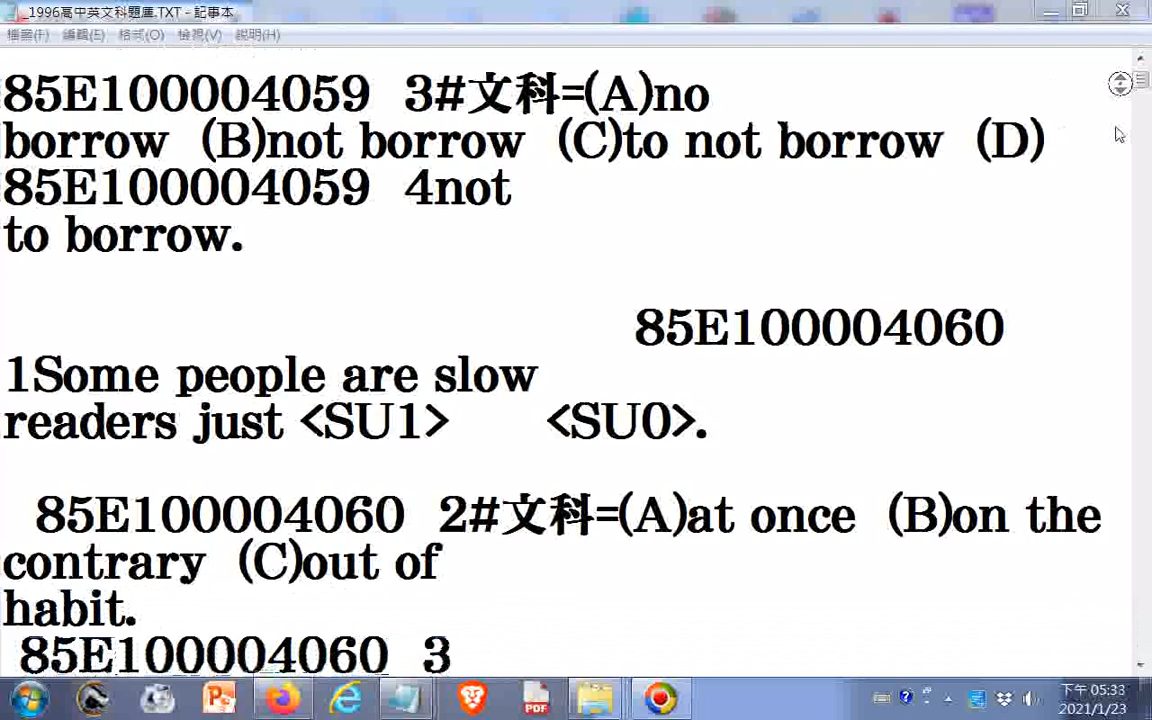 _1996高中英文科題庫.TXT - 記事本
檔案(F) 編輯(E) 格式(O) 檢視(V) 說明(H)
85E100004059 3#文科=(A)no
borrow (B)not borrow (C)to not borrow (D)
85E100004059 4not
to borrow.
85E100004060
1Some people are slow
readers just <SU1> <SU0>.
85E100004060 2#文科=(A)at once (B)on the
contrary (C)out of
habit.
85E100004060 3
PDF
下午 05:33
2021/1/23